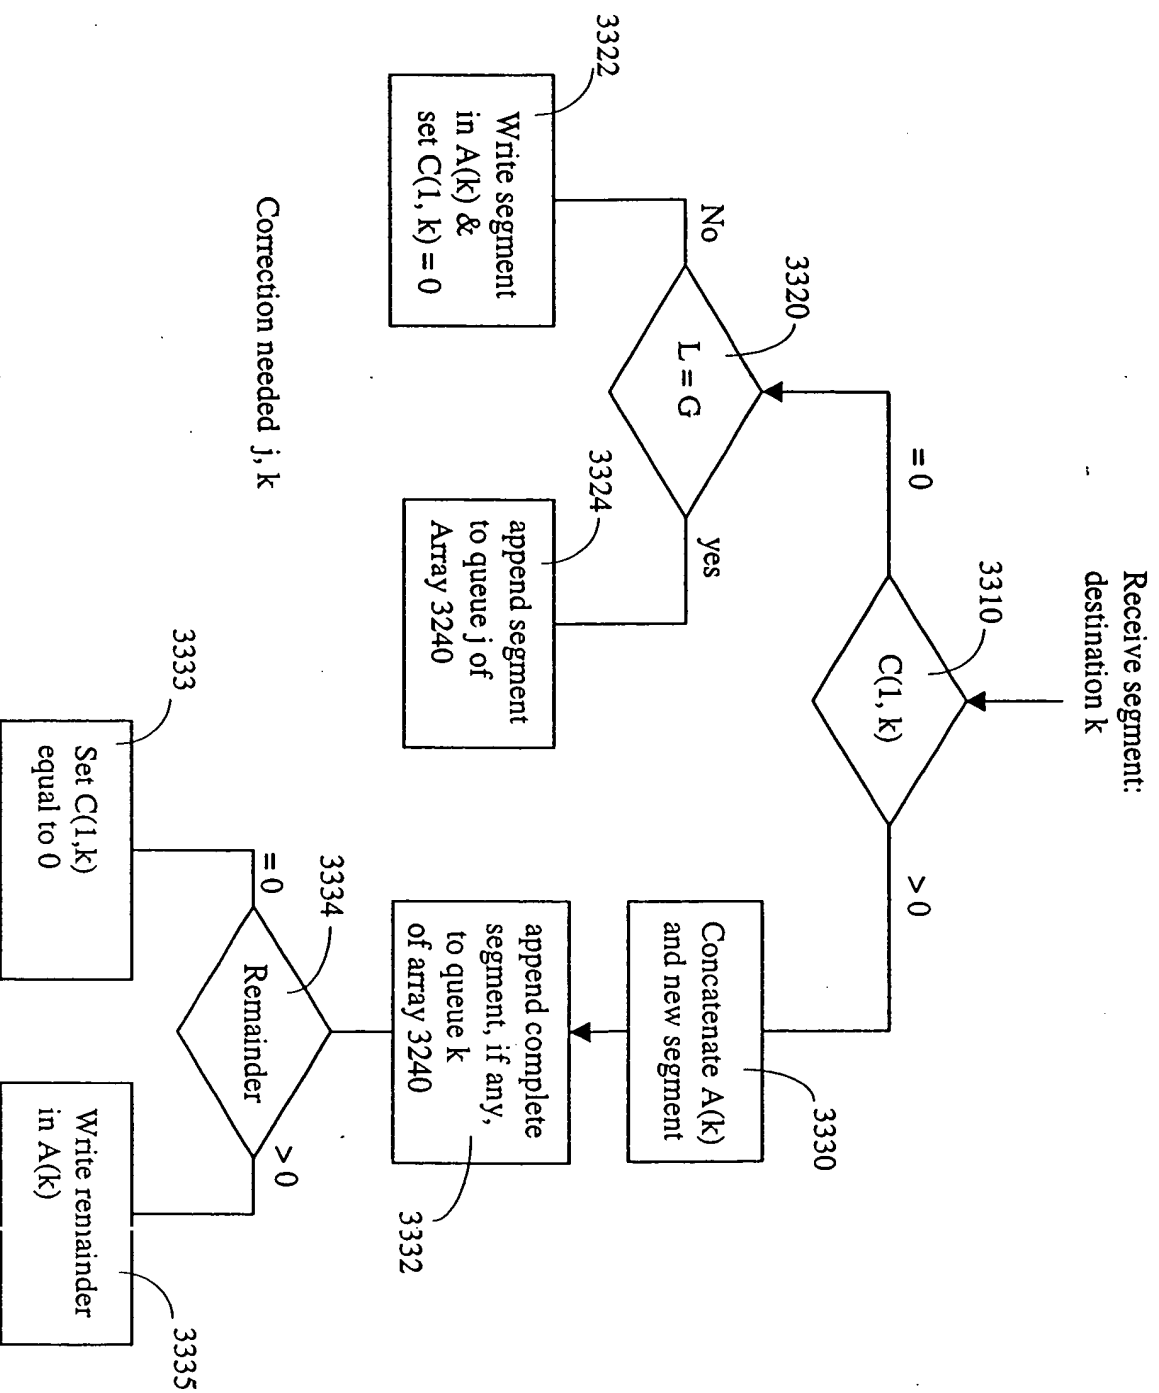 Receive segment:
destination k
3310
C(1, k)
= 0
> 0
3320
L = G
No
yes
3322
Write segment
in A(k) &
set C(1, k) = 0
3324
append segment
to queue j of
Array 3240
Concatenate A(k)
and new segment
3330
append complete
segment, if any,
to queue k
of array 3240
3332
3334
Remainder
= 0
> 0
3333
Set C(1,k)
equal to 0
Write remainder
in A(k)
3335
Correction needed j, k